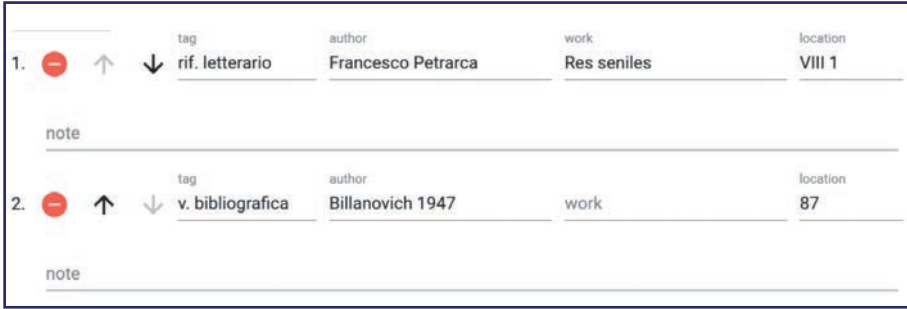 tag author work location
1. rif. letterario Francesco Petrarca Res seniles VIII 1
note
tag author location
2. v. bibliografica Billanovich 1947 work 87
note